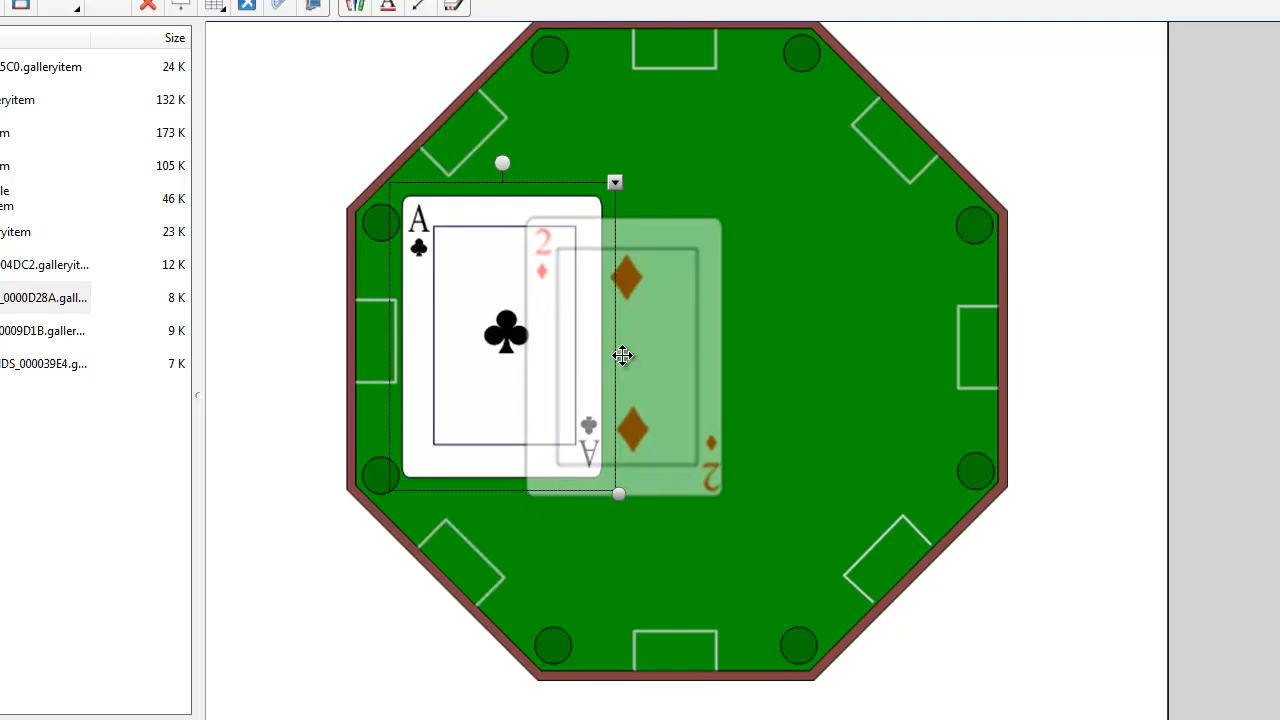 Size
5C0.galleryitem 24 K
eryitem 132 K
m 173 K
m 105 K
le
em 46 K
ryitem 23 K
04DC2.galleryit... 12 K
_0000D28A.gall... 8 K
0009D1B.galler... 9 K
NDS_000039E4.g... 7 K
A
2
A
2